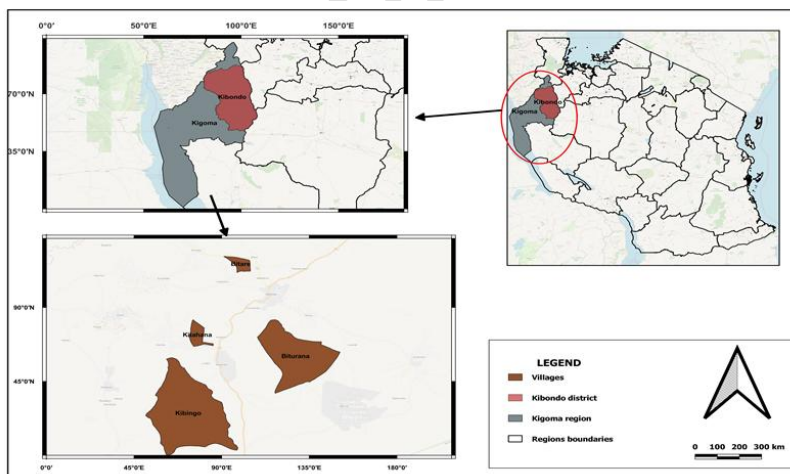 0°0' 50°0'E 100°0'E 150°0'E
70°0'N
35°0'N
Kibondo
Kigoma
Kibondo
Kigoma
Bitare
Kitahana
Biturana
Kibingo
90°0'N
45°0'N
0°0' 45°0'E 90°0'E 135°0'E 180°0'
LEGEND
Villages
Kibondo district
Kigoma region
Regions boundaries
0 100 200 300 km